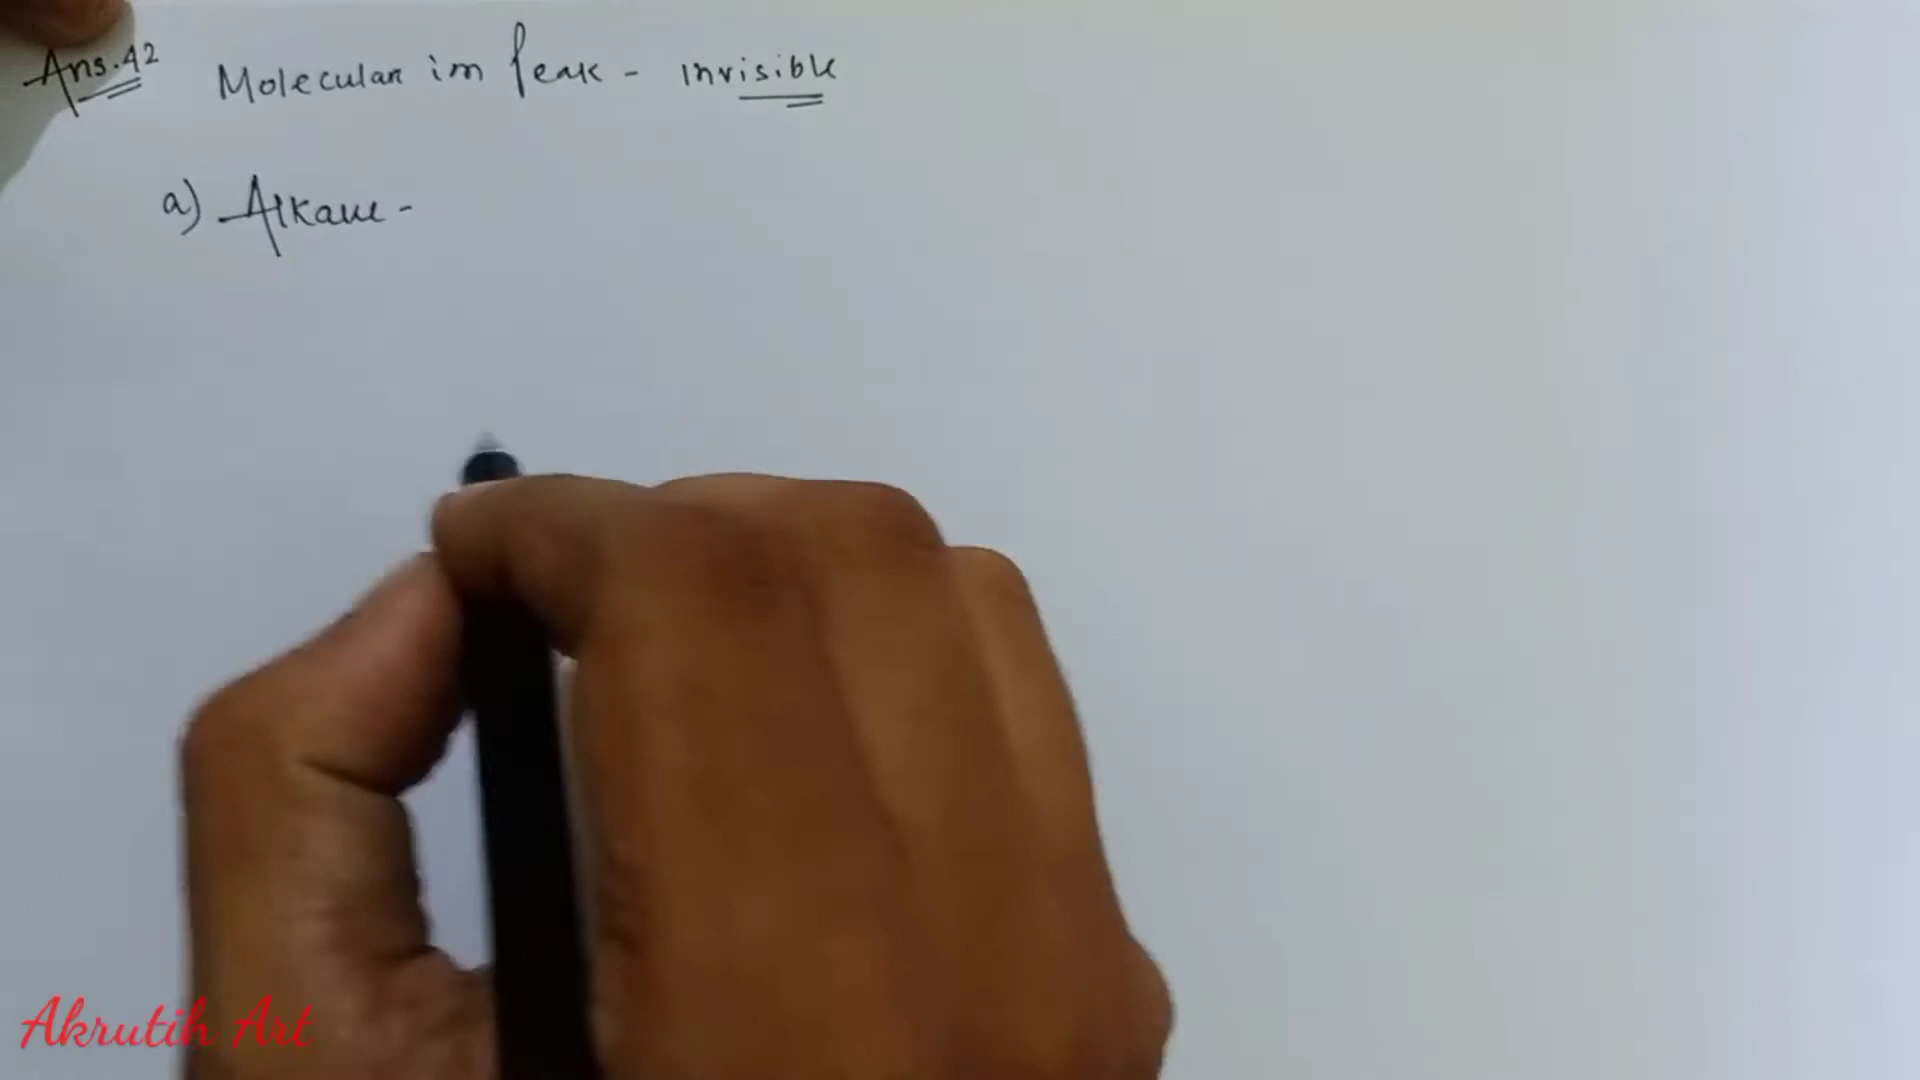 Ans.42 Molecular ion Peak - invisible
a) Alkane -
Akrutih Art